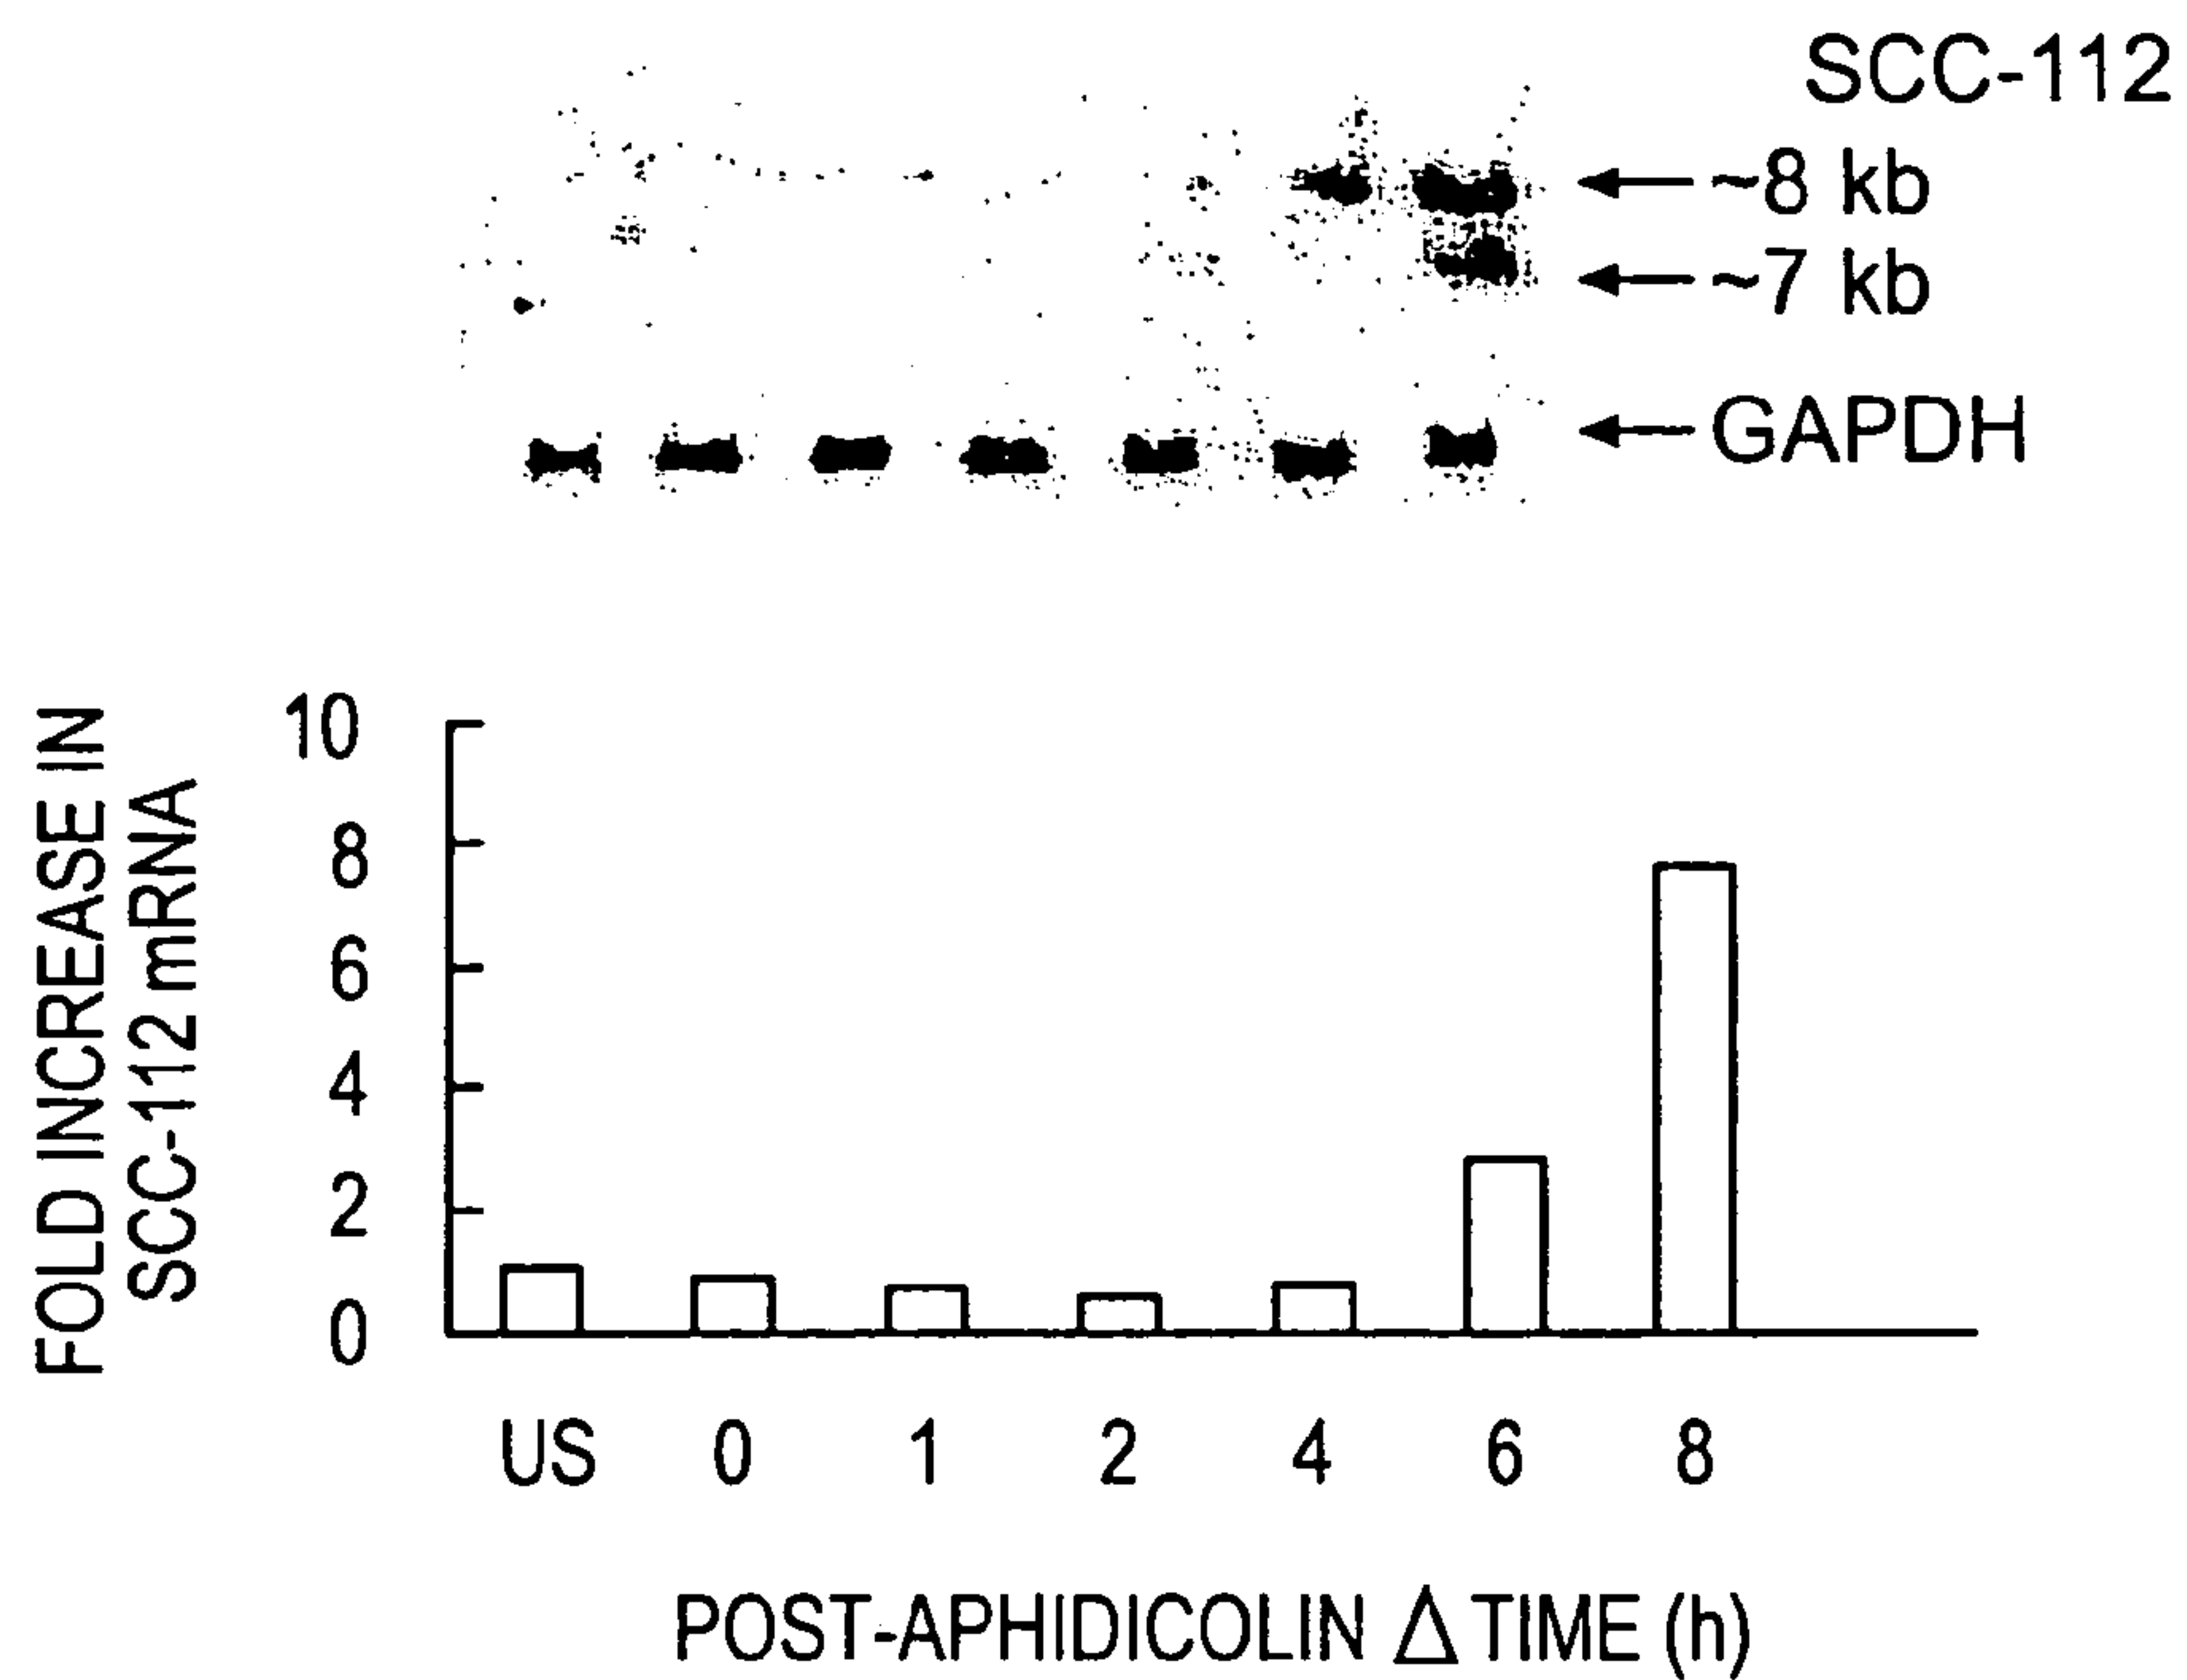 SCC-112
~8 kb
~7 kb
GAPDH
FOLD INCREASE IN
SCC-112 mRNA
10
8
6
4
2
0
US 0 1 2 4 6 8
POST-APHIDICOLIN Δ TIME (h)